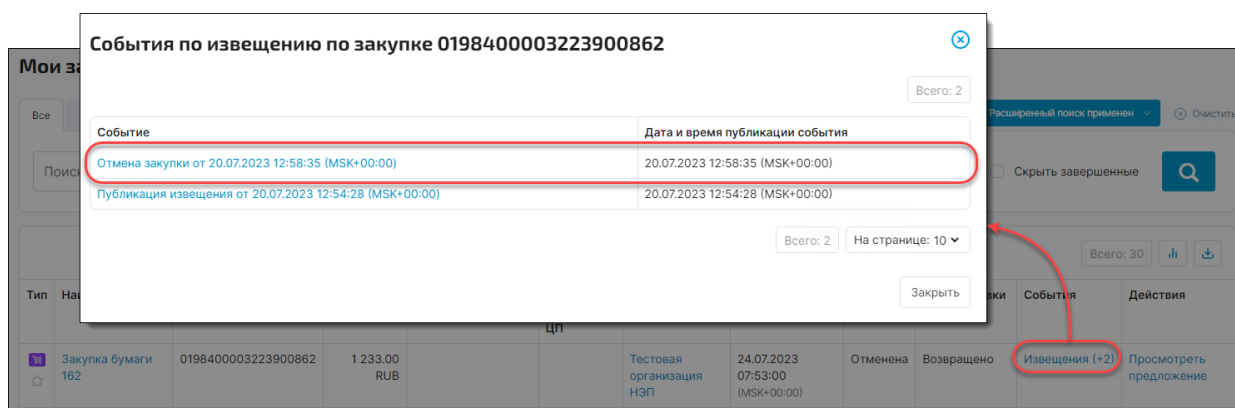 События по извещению по закупке 0198400003223900862
Мои
Всего: 2
Все
Расширенный поиск применен
Очистить
Событие Дата и время публикации события
Отмена закупки от 20.07.2023 12:58:35 (MSK+00:00) 20.07.2023 12:58:35 (MSK+00:00)
Скрыть завершенные
Публикация извещения от 20.07.2023 12:54:28 (MSK+00:00) 20.07.2023 12:54:28 (MSK+00:00)
Всего: 2 На странице: 10
Всего: 30
Закрыть
Тип События Действия
ЦП
Закупка бумаги 0198400003223900862 1 233.00 Тестовая 24.07.2023 Отменена Возвращено Извещения (+2) Просмотреть
162 RUB организация 07:53:00 предложение
НЭП (MSK+00:00)